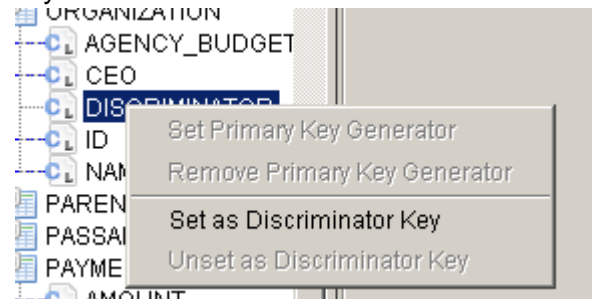 ORGANIZATION
AGENCY_BUDGET
CEO
DISCRIMINATOR
ID
Set Primary Key Generator
Remove Primary Key Generator
Set as Discriminator Key
Unset as Discriminator Key
AMOUNT